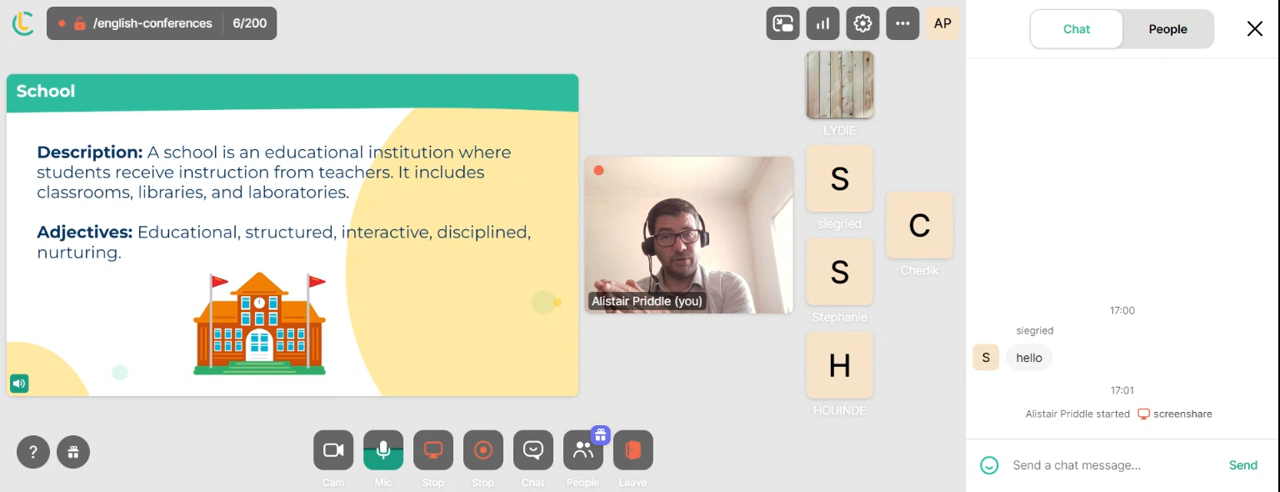 /english-conferences 6/200
AP
School
Description: A school is an educational institution where
students receive instruction from teachers. It includes
classrooms, libraries, and laboratories.
Adjectives: Educational, structured, interactive, disciplined,
nurturing.
Alistair Priddle (you)
LYDIE
S
siegried
S
Stephanie
H
HOUINDE
C
Chedik
?
Cam
Mic
Stop
Stop
Chat
People
Leave
Chat
People
17:00
siegried
S
hello
17:01
Alistair Priddle started screenshare
Send a chat message...
Send